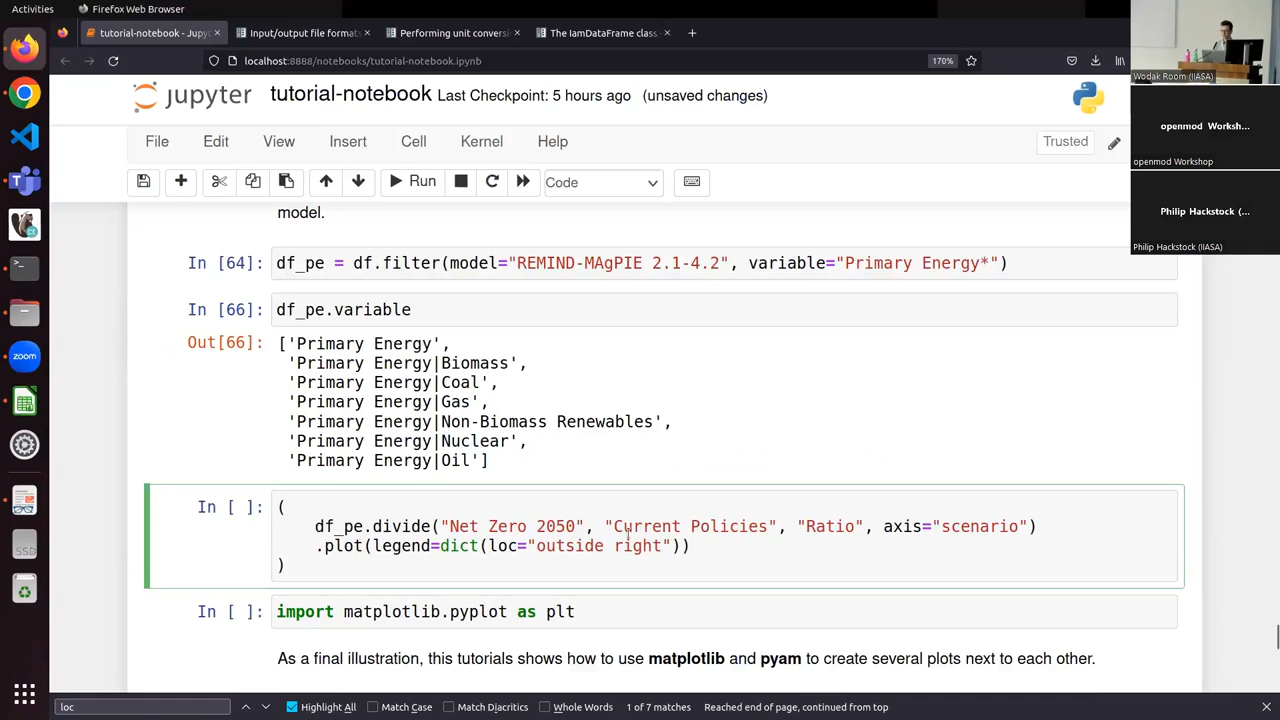 Activities
Firefox Web Browser
tutorial-notebook - Jupyt
Input/output file formats
Performing unit conversi
The IamDataFrame class
localhost:8888/notebooks/tutorial-notebook.ipynb
170%
jupyter tutorial-notebook Last Checkpoint: 5 hours ago (unsaved changes)
File Edit View Insert Cell Kernel Help
Trusted
Run
Code
model.
In [64]: df_pe = df.filter(model="REMIND-MAgPIE 2.1-4.2", variable="Primary Energy*")
In [66]: df_pe.variable
Out[66]: ['Primary Energy',
'Primary Energy|Biomass',
'Primary Energy|Coal',
'Primary Energy|Gas',
'Primary Energy|Non-Biomass Renewables',
'Primary Energy|Nuclear',
'Primary Energy|Oil']
In [ ]: (
df_pe.divide("Net Zero 2050", "Current Policies", "Ratio", axis="scenario")
.plot(legend=dict(loc="outside right"))
)
In [ ]: import matplotlib.pyplot as plt
As a final illustration, this tutorials shows how to use matplotlib and pyam to create several plots next to each other.
loc
Highlight All
Match Case
Match Diacritics
Whole Words
1 of 7 matches
Reached end of page, continued from top
Wodak Room (IIASA)
openmod Worksh...
openmod Workshop
Philip Hackstock (...
Philip Hackstock (IIASA)
SSD